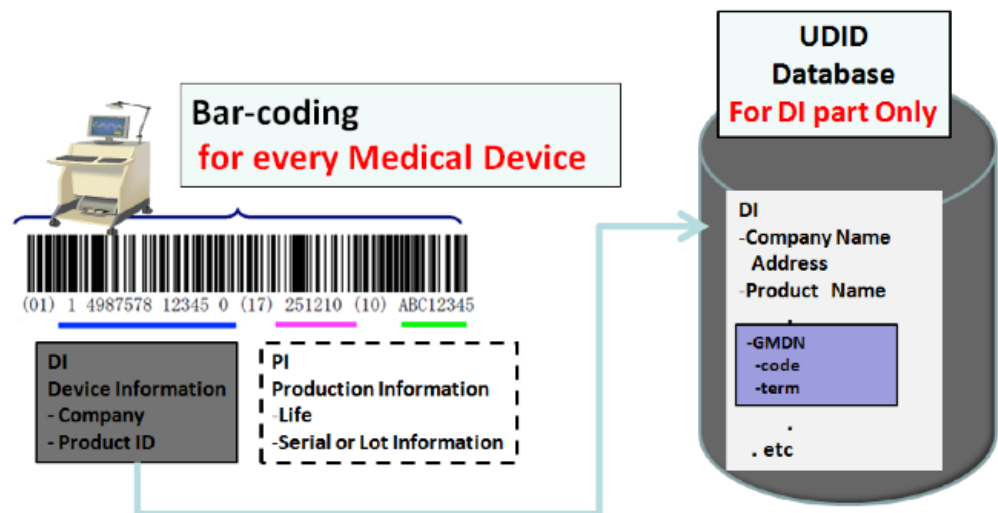 Bar-coding
for every Medical Device
(01) 1 4987578 12345 0 (17) 251210 (10) ABC12345
DI
Device Information
- Company
- Product ID
PI
Production Information
-Life
-Serial or Lot Information
UDID
Database
For DI part Only
DI
-Company Name
Address
-Product Name
.
-GMDN
-code
-term
.
. etc